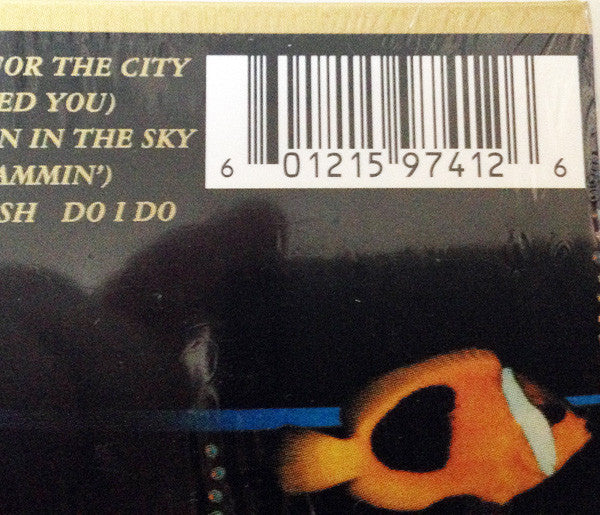 OR THE CITY
ED YOU)
N IN THE SKY
AMMIN')
SH DO I DO
6 01215 97412 6